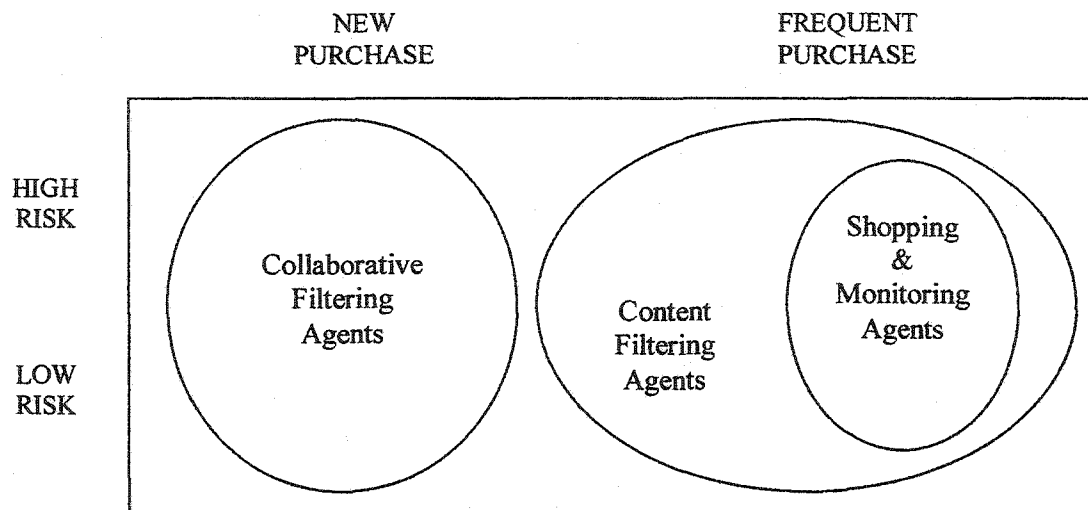 NEW
PURCHASE
FREQUENT
PURCHASE
HIGH
RISK
LOW
RISK
Collaborative
Filtering
Agents
Content
Filtering
Agents
Shopping
&
Monitoring
Agents